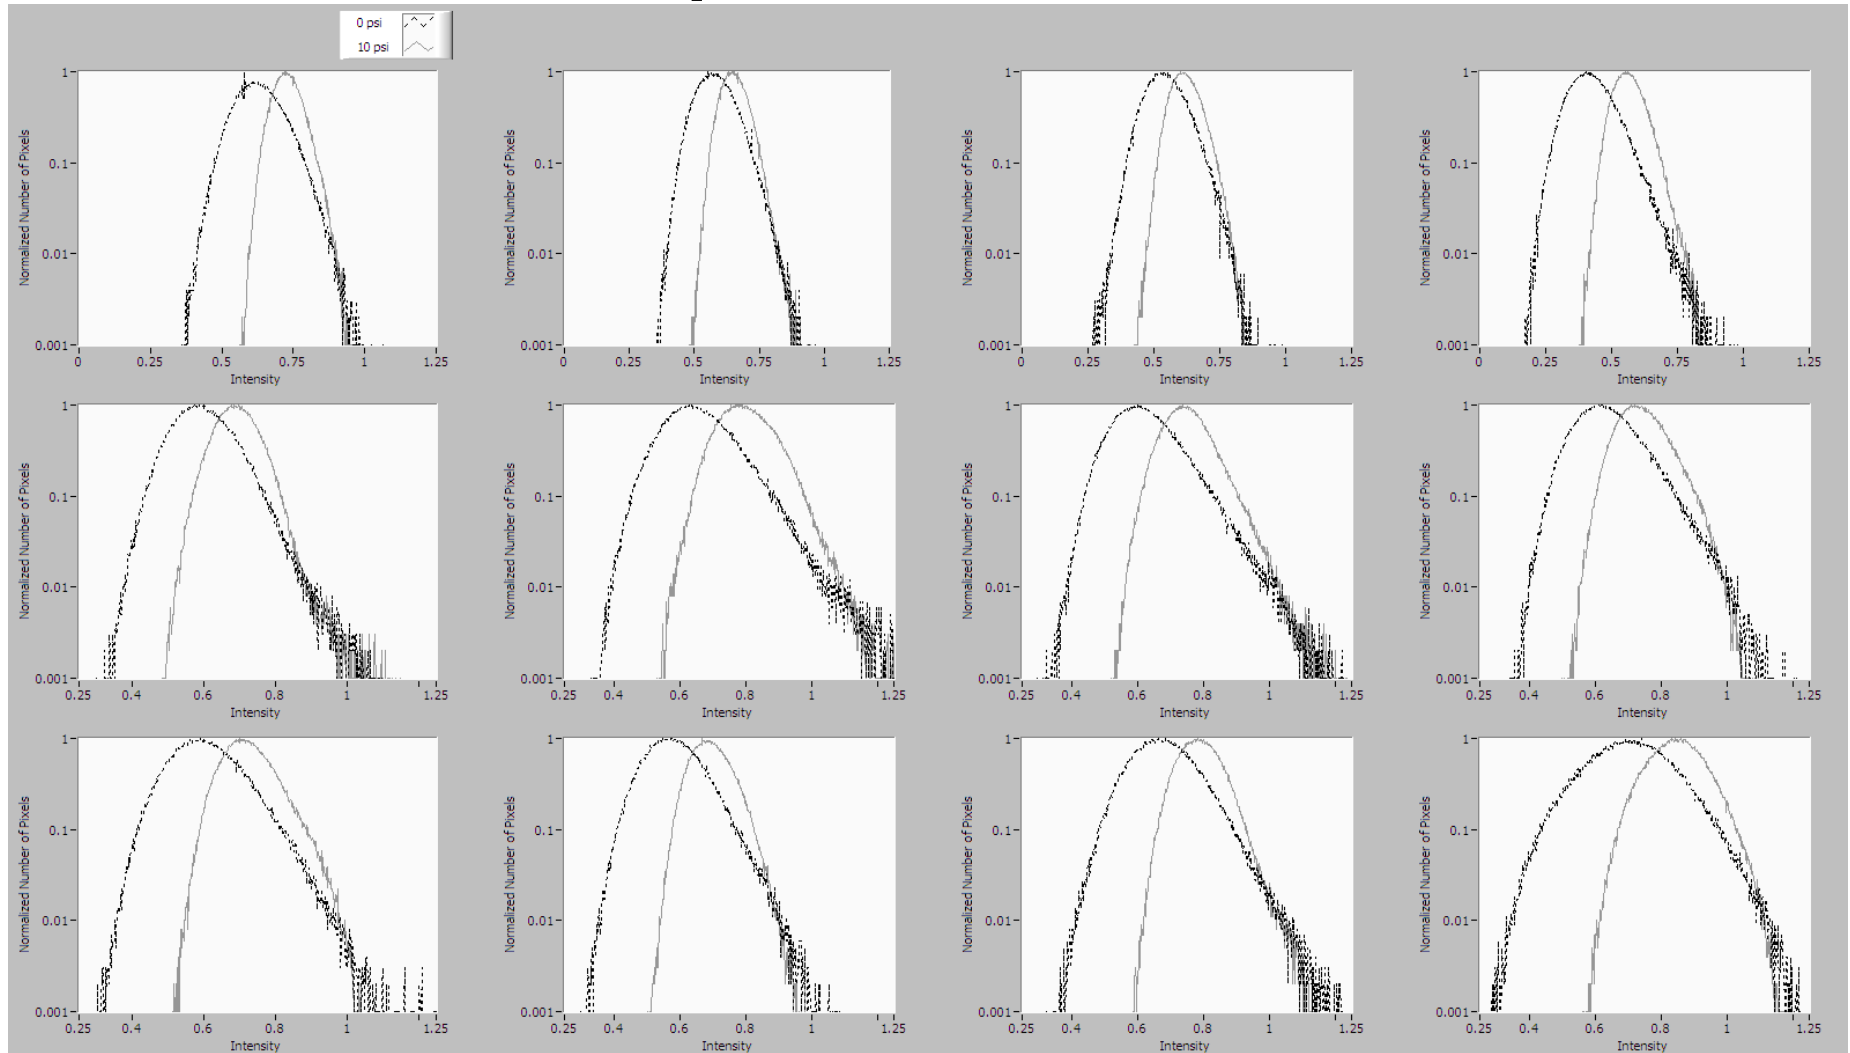 0 psi
10 psi
1 1 1 1
0.1 0.1 0.1 0.1
Normalized Number of Pixels Normalized Number of Pixels Normalized Number of Pixels Normalized Number of Pixels
0.01 0.01 0.01 0.01
0.001 0.001 0.001 0.001
0 0.25 0.5 0.75 1 1.25 0 0.25 0.5 0.75 1 1.25 0 0.25 0.5 0.75 1 1.25 0 0.25 0.5 0.75 1 1.25
Intensity Intensity Intensity Intensity
1 1 1 1
0.1 0.1 0.1 0.1
Normalized Number of Pixels Normalized Number of Pixels Normalized Number of Pixels Normalized Number of Pixels
0.01 0.01 0.01 0.01
0.001 0.001 0.001 0.001
0.25 0.4 0.6 0.8 1 1.25 0.25 0.4 0.6 0.8 1 1.25 0.25 0.4 0.6 0.8 1 1.25 0.25 0.4 0.6 0.8 1 1.25
Intensity Intensity Intensity Intensity
1 1 1 1
0.1 0.1 0.1 0.1
Normalized Number of Pixels Normalized Number of Pixels Normalized Number of Pixels Normalized Number of Pixels
0.01 0.01 0.01 0.01
0.001 0.001 0.001 0.001
0.25 0.4 0.6 0.8 1 1.25 0.25 0.4 0.6 0.8 1 1.25 0.25 0.4 0.6 0.8 1 1.25 0.25 0.4 0.6 0.8 1 1.25
Intensity Intensity Intensity Intensity